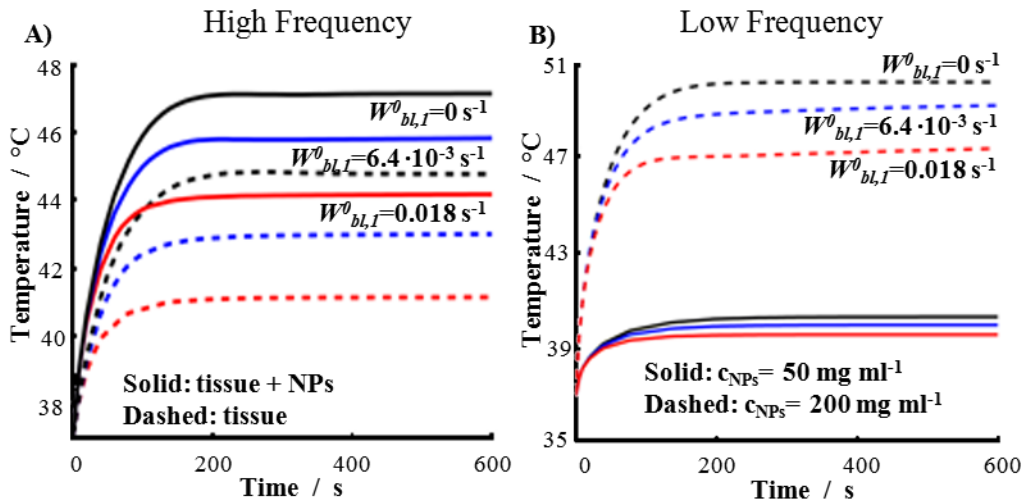 High Frequency
A)
48
46
44
42
40
38
Temperature / °C
W⁰bl,1=0 s⁻¹
W⁰bl,1=6.4 ·10⁻³ s⁻¹
W⁰bl,1=0.018 s⁻¹
Solid: tissue + NPs
Dashed: tissue
0 200 400 600
Time / s
Low Frequency
B)
51
47
43
39
35
Temperature / °C
W⁰bl,1=0 s⁻¹
W⁰bl,1=6.4 ·10⁻³ s⁻¹
W⁰bl,1=0.018 s⁻¹
Solid: cNPs= 50 mg ml⁻¹
Dashed: cNPs= 200 mg ml⁻¹
0 200 400 600
Time / s